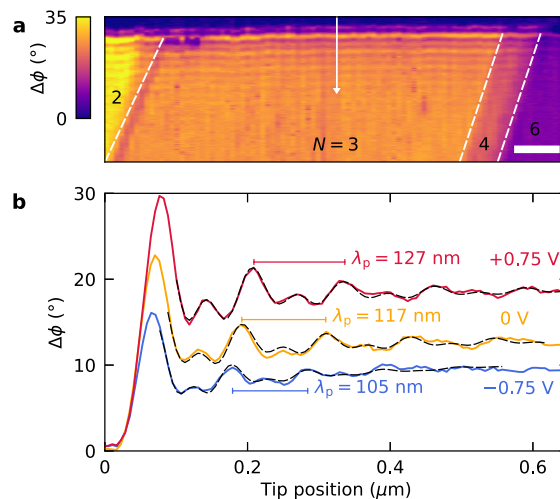 a
35
Δϕ (°)
0
2
N = 3
4
6
b
30
20
10
0
Δϕ (°)
λp = 127 nm
+0.75 V
λp = 117 nm
0 V
λp = 105 nm
−0.75 V
0
0.2
0.4
0.6
Tip position (μm)